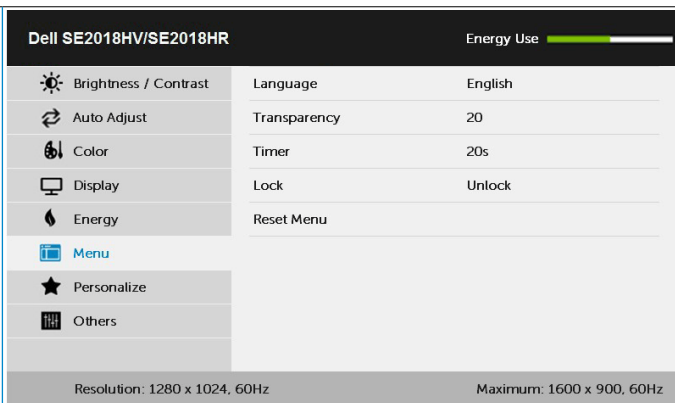 Dell SE2018HV/SE2018HR Energy Use
Brightness / Contrast Language English
Auto Adjust Transparency 20
Color Timer 20s
Display Lock Unlock
Energy Reset Menu
Menu
Personalize
Others
Resolution: 1280 x 1024, 60Hz Maximum: 1600 x 900, 60Hz